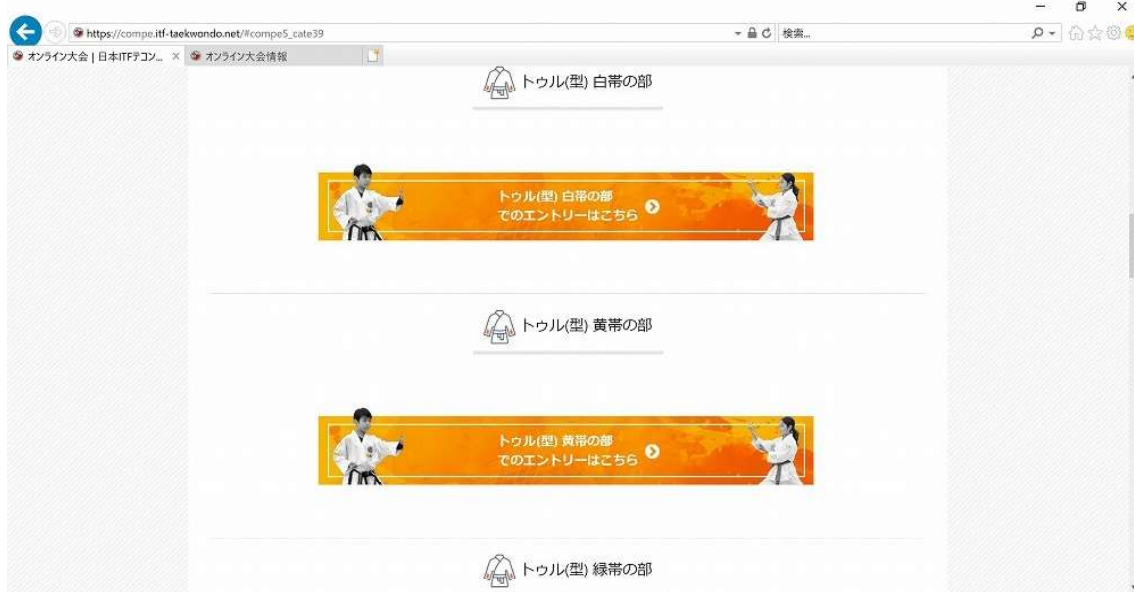 https://compe.itf-taekwondo.net/#compe5_cate39
検索...
オンライン大会 | 日本ITFテコン...
オンライン大会情報
トゥル(型) 白帯の部
トゥル(型) 白帯の部
でのエントリーはこちら
トゥル(型) 黄帯の部
トゥル(型) 黄帯の部
でのエントリーはこちら
トゥル(型) 緑帯の部